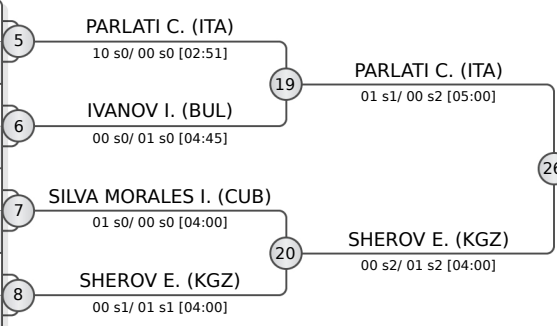 PARLATI C. (ITA)
5
10 s0/ 00 s0 [02:51]
19
PARLATI C. (ITA)
01 s1/ 00 s2 [05:00]
IVANOV I. (BUL)
6
00 s0/ 01 s0 [04:45]
26
SILVA MORALES I. (CUB)
7
01 s0/ 00 s0 [04:00]
20
SHEROV E. (KGZ)
00 s2/ 01 s2 [04:00]
SHEROV E. (KGZ)
8
00 s1/ 01 s1 [04:00]